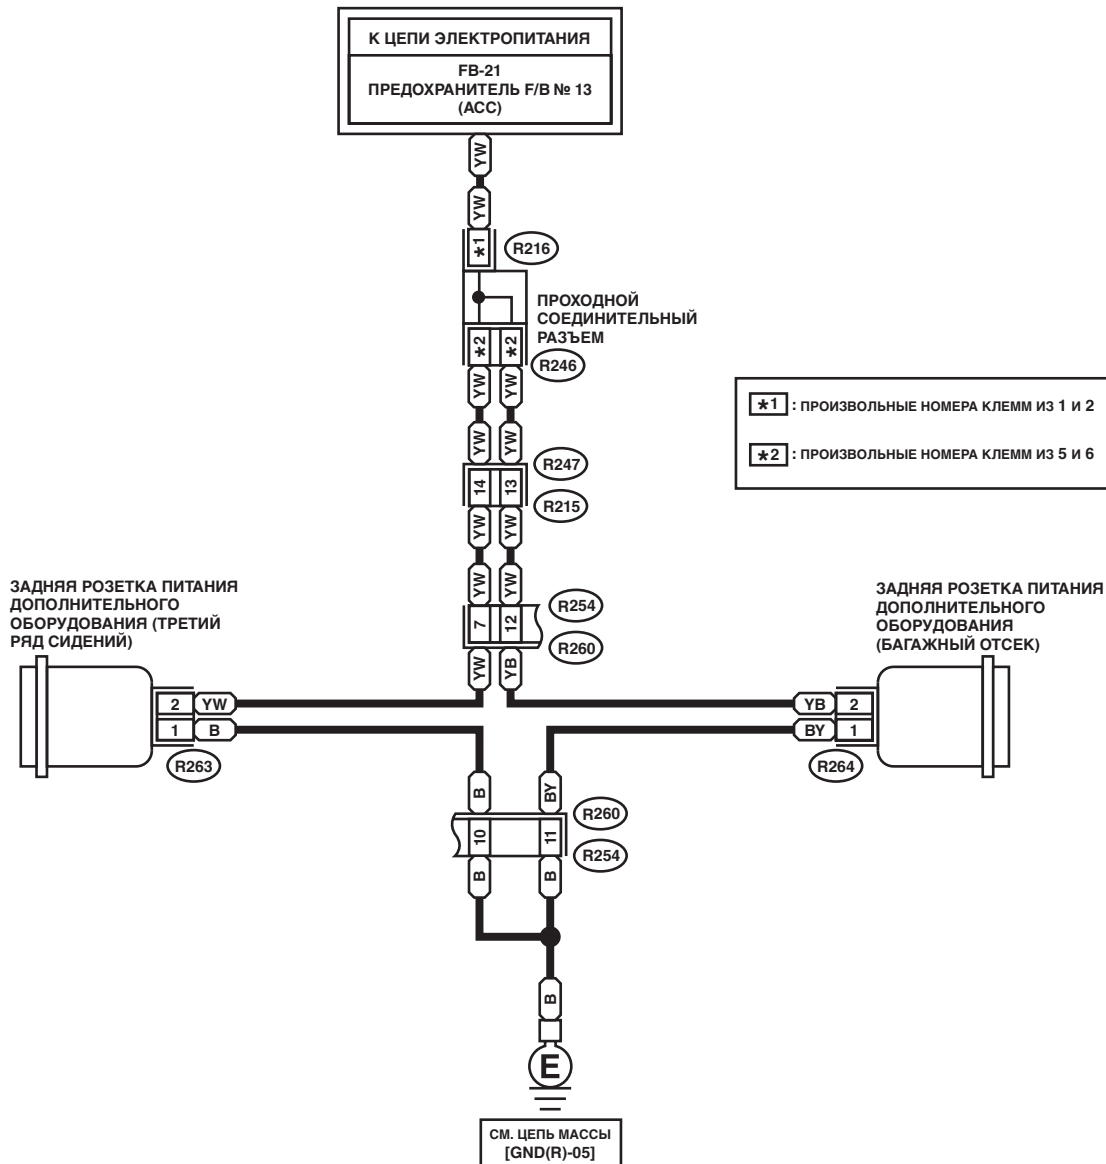 К ЦЕПИ ЭЛЕКТРОПИТАНИЯ
FB-21
ПРЕДОХРАНИТЕЛЬ F/B № 13
(ACC)
YW
YW
*1
R216
ПРОХОДНОЙ
СОЕДИНИТЕЛЬНЫЙ
РАЗЪЕМ
*2 *2
R246
YW YW
*1 : ПРОИЗВОЛЬНЫЕ НОМЕРА КЛЕММ ИЗ 1 И 2
*2 : ПРОИЗВОЛЬНЫЕ НОМЕРА КЛЕММ ИЗ 5 И 6
YW YW
R247
14 13
R215
YW YW
YW YW
R254
7 12
R260
YW YB
ЗАДНЯЯ РОЗЕТКА ПИТАНИЯ
ДОПОЛНИТЕЛЬНОГО
ОБОРУДОВАНИЯ (ТРЕТИЙ
РЯД СИДЕНИЙ)
2 YW
1 B
R263
ЗАДНЯЯ РОЗЕТКА ПИТАНИЯ
ДОПОЛНИТЕЛЬНОГО
ОБОРУДОВАНИЯ
(БАГАЖНЫЙ ОТСЕК)
YB 2
BY 1
R264
B BY
R260
10 11
R254
B B
B
E
СМ. ЦЕПЬ МАССЫ
[GND(R)-05]